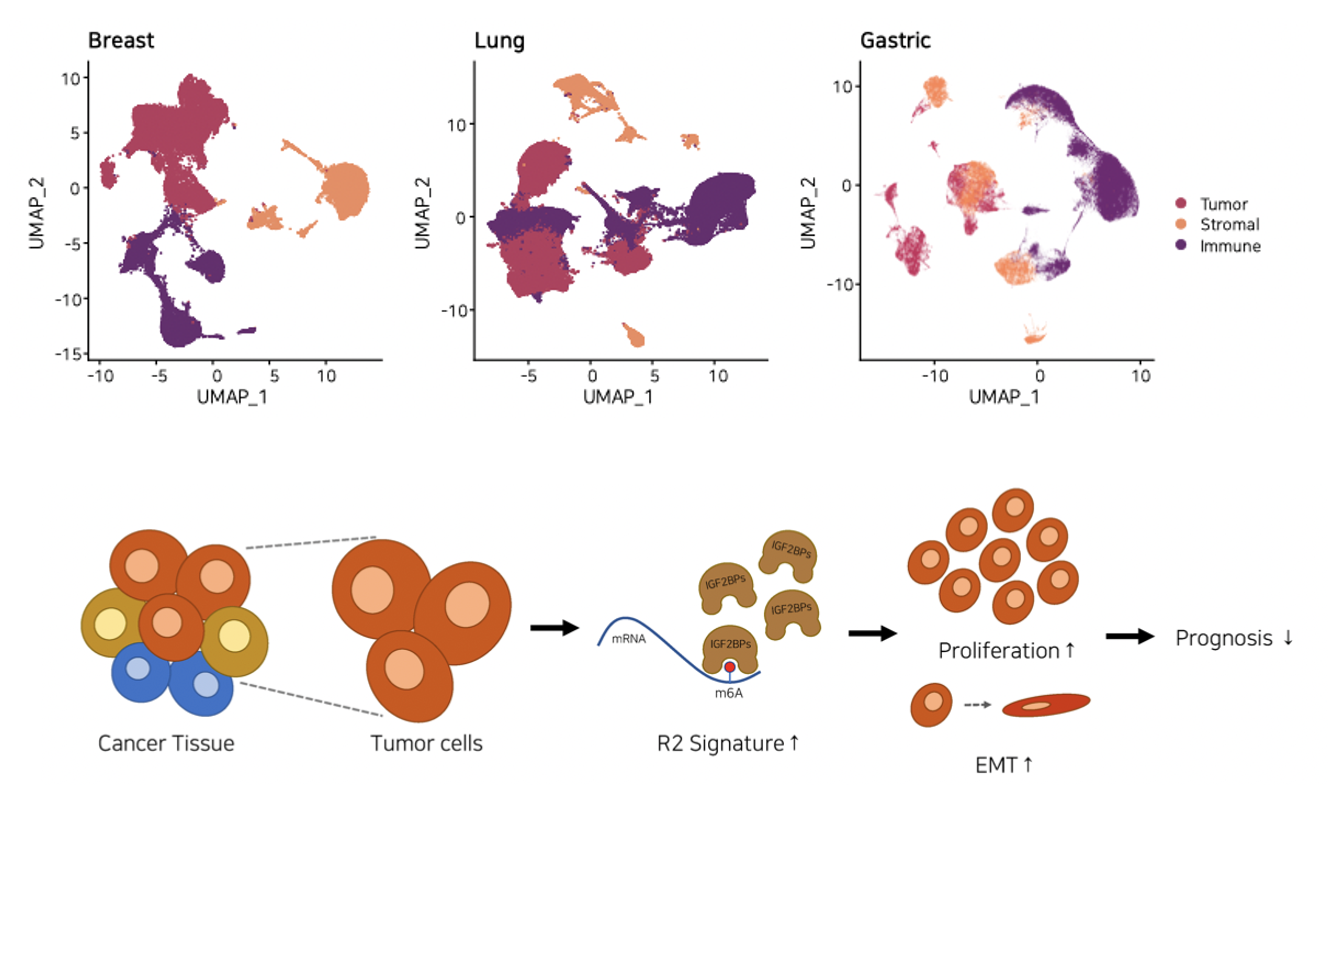 Breast
Lung
Gastric
10
5
0
-5
-10
-15
UMAP_2
-10
-5
0
5
10
UMAP_1
10
0
-10
UMAP_2
-5
0
5
10
UMAP_1
10
0
-10
UMAP_2
-10
0
10
UMAP_1
Tumor
Stromal
Immune
Cancer Tissue
Tumor cells
mRNA
IGF2BPs
IGF2BPs
IGF2BPs
IGF2BPs
m6A
R2 Signature ↑
Proliferation ↑
EMT ↑
Prognosis ↓